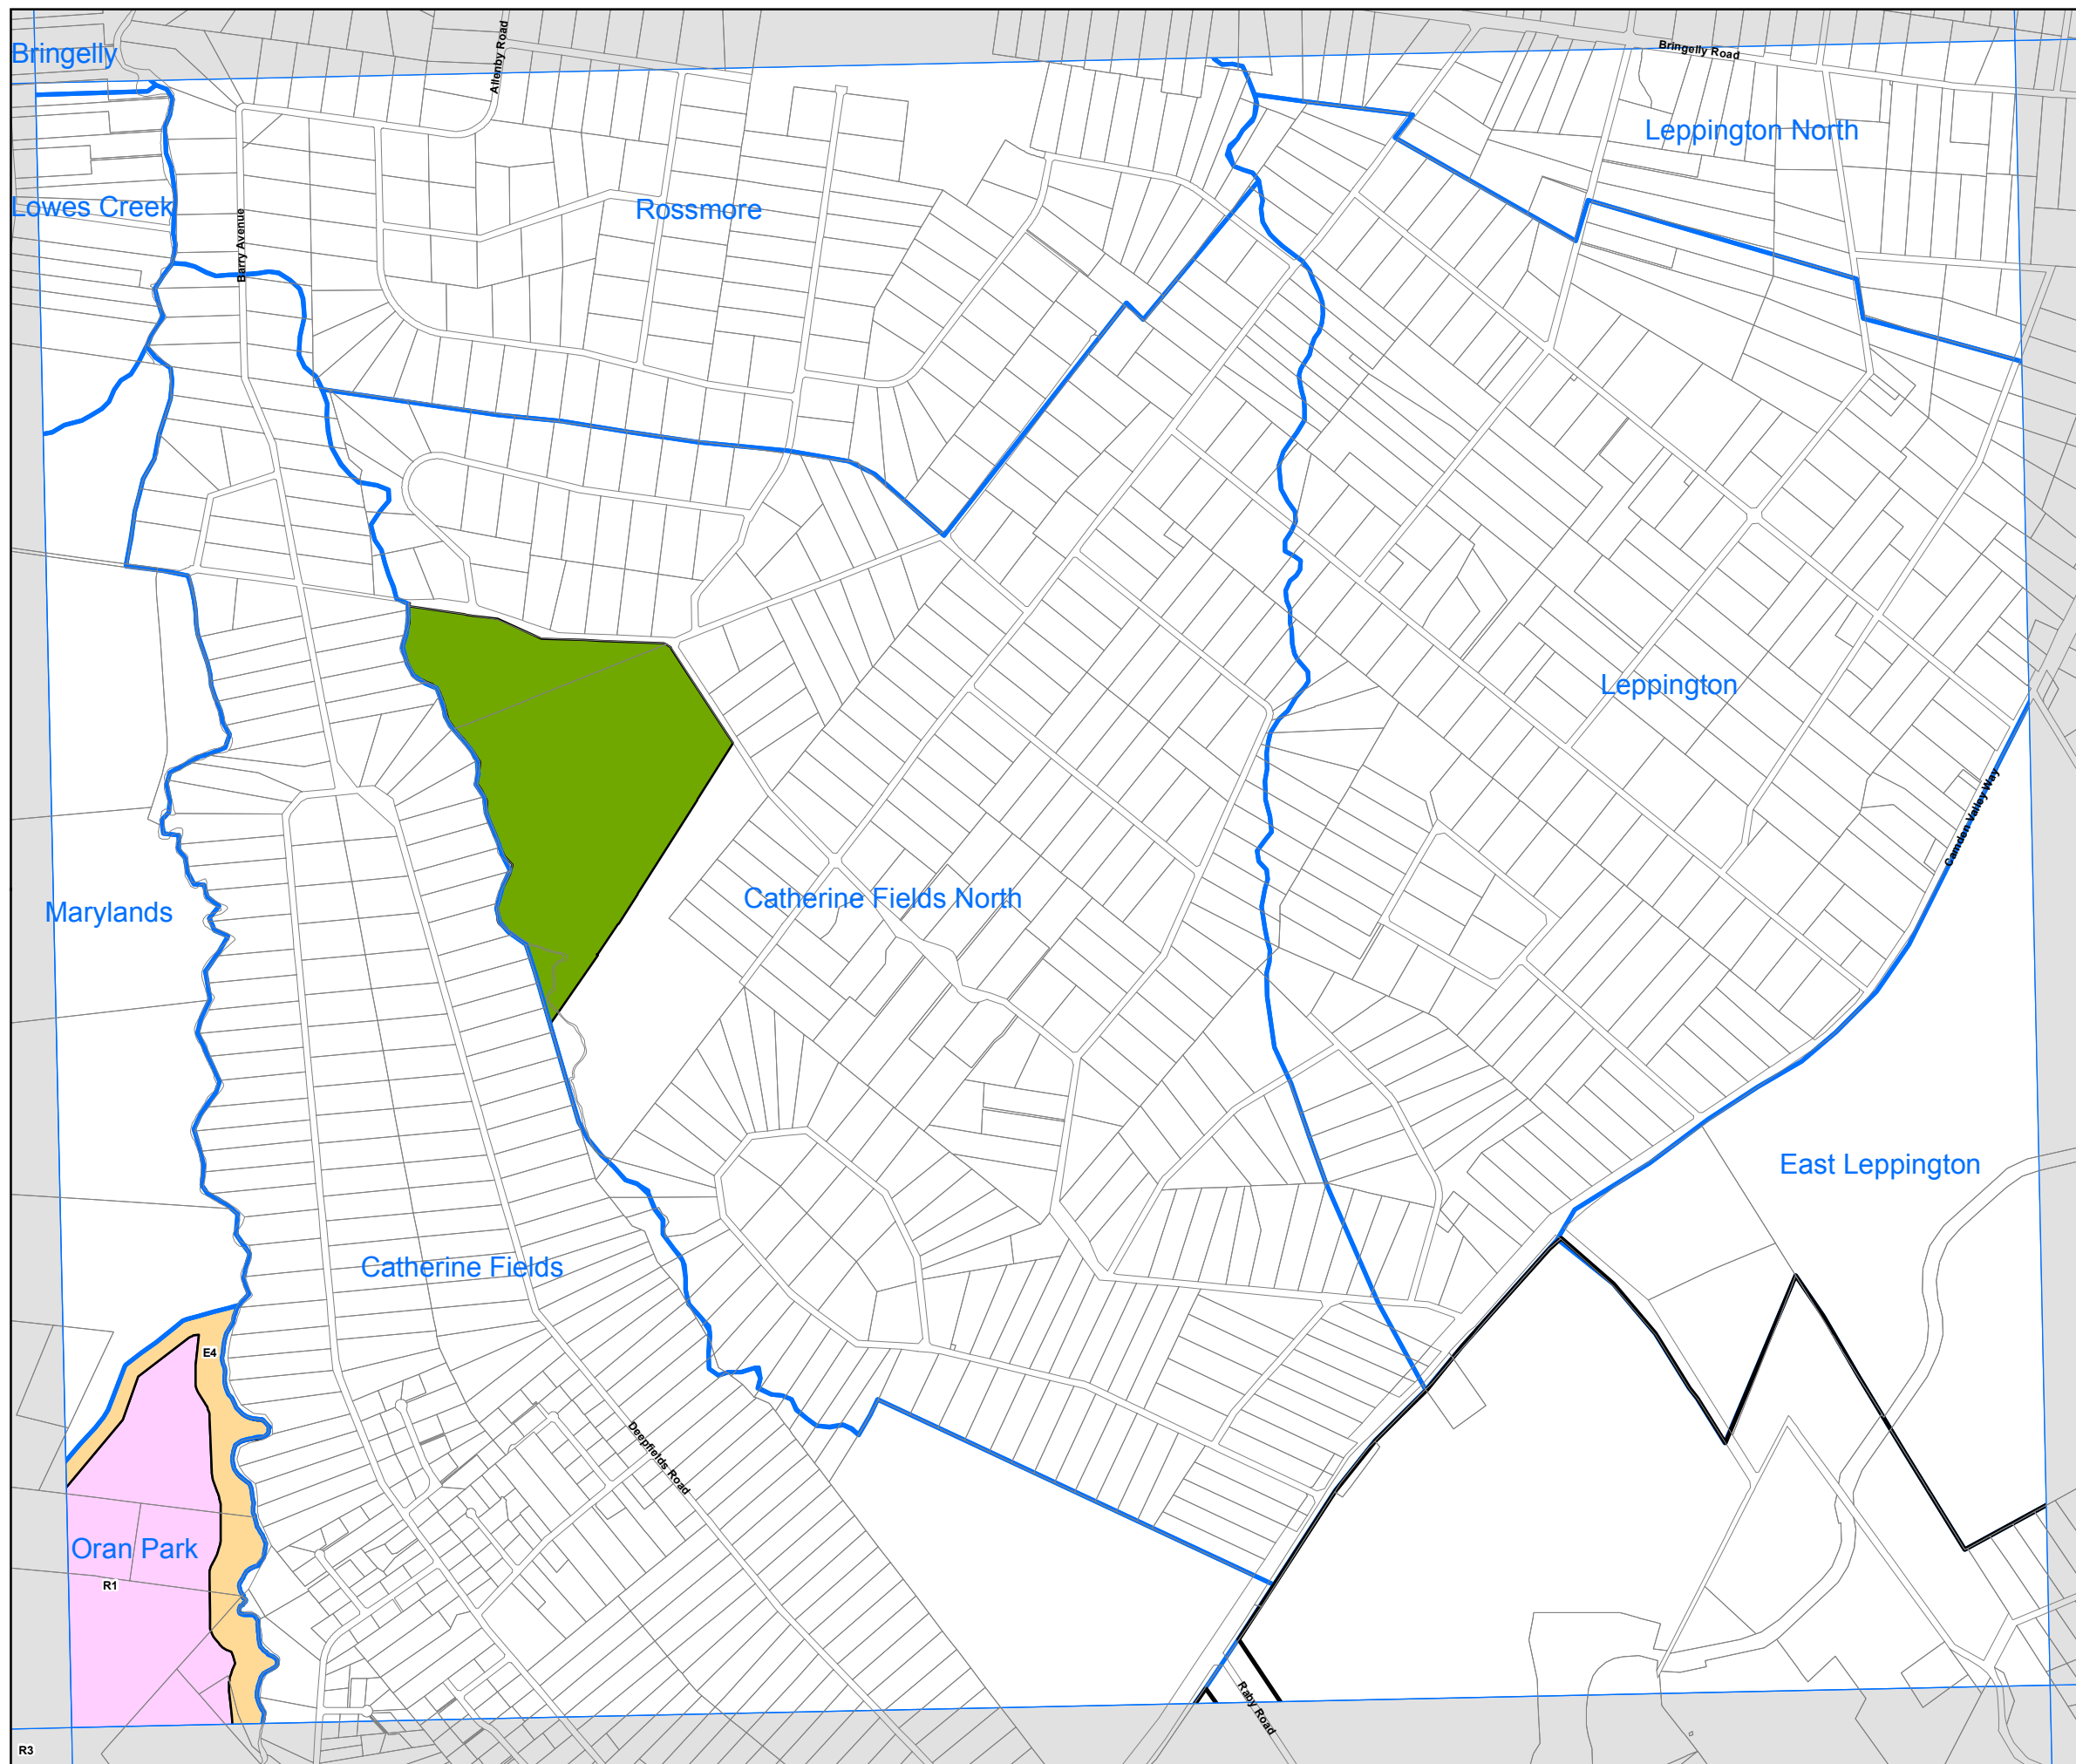 Bringelly
Allenby Road
Bringelly Road
Leppington North
Lowes Creek
Rossmore
Barry Avenue
Leppington
Camden Valley Way
Catherine Fields North
Marylands
East Leppington
Catherine Fields
E4
Deepfields Road
Oran Park
R1
Raby Road
R3